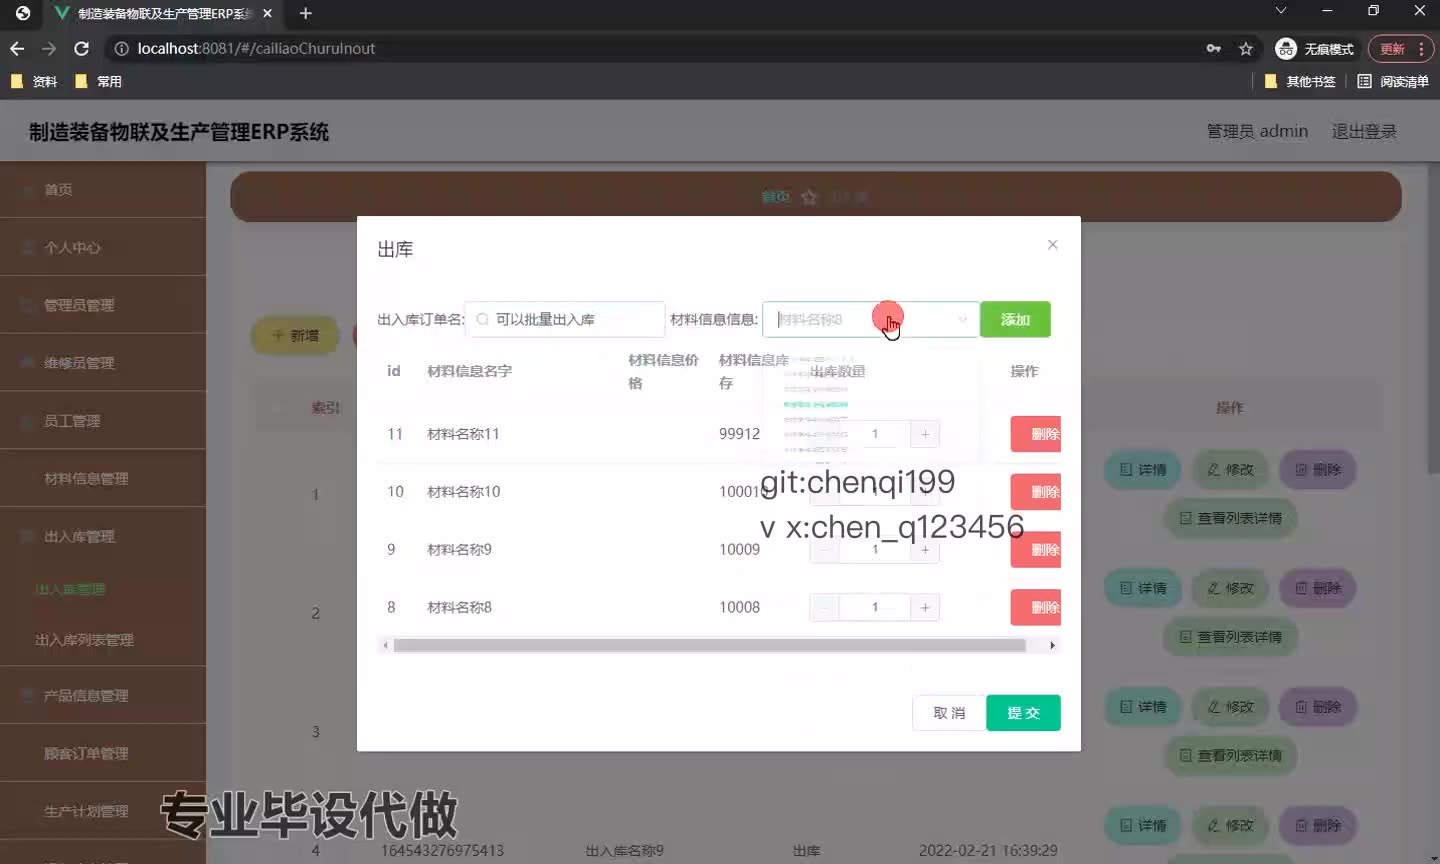 制造装备物联及生产管理ERP系统
localhost:8081/#/cailiaoChuruInout
无痕模式
更新
资料
常用
其他书签
阅读清单
制造装备物联及生产管理ERP系统
管理员 admin
退出登录
首页
个人中心
管理员管理
维修员管理
员工管理
材料信息管理
出入库管理
出入库管理
出入库列表管理
产品信息管理
顾客订单管理
生产计划管理
首页
新增
索引
操作
出库
出入库订单名:
可以批量出入库
材料信息信息:
材料名称8
添加
id
材料信息名字
材料信息价格
材料信息库存
出库数量
操作
11 材料名称11 99912 1 + 删除
10 材料名称10 10001 1 删除
9 材料名称9 10009 - 1 + 删除
8 材料名称8 10008 - 1 + 删除
取 消
提 交
git:chenqi199
v x:chen_q123456
1
详情 修改 删除
查看列表详情
2
详情 修改 删除
查看列表详情
3
详情 修改 删除
查看列表详情
4 164543276975413 出入库名称9 出库 2022-02-21 16:39:29
详情 修改 删除
专业毕设代做